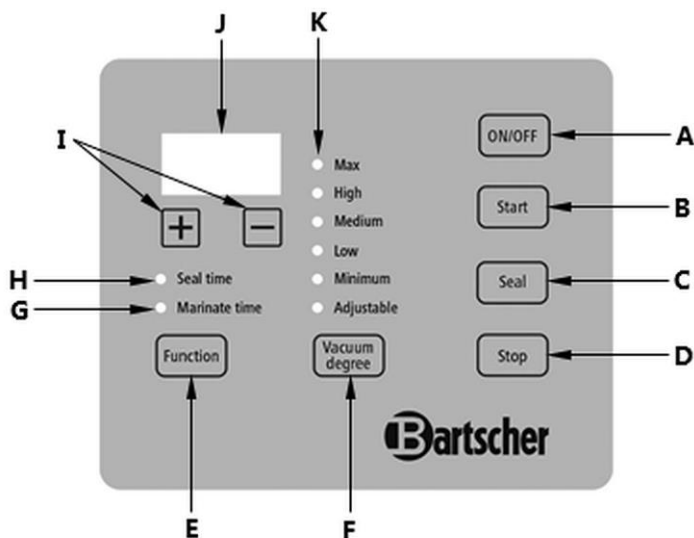 J
K
I
A
ON/OFF
Max
High
B
Start
Medium
+
−
Low
H
Seal time
Minimum
C
Seal
G
Marinate time
Adjustable
Function
Vacuum
degree
D
Stop
Bartscher
E
F